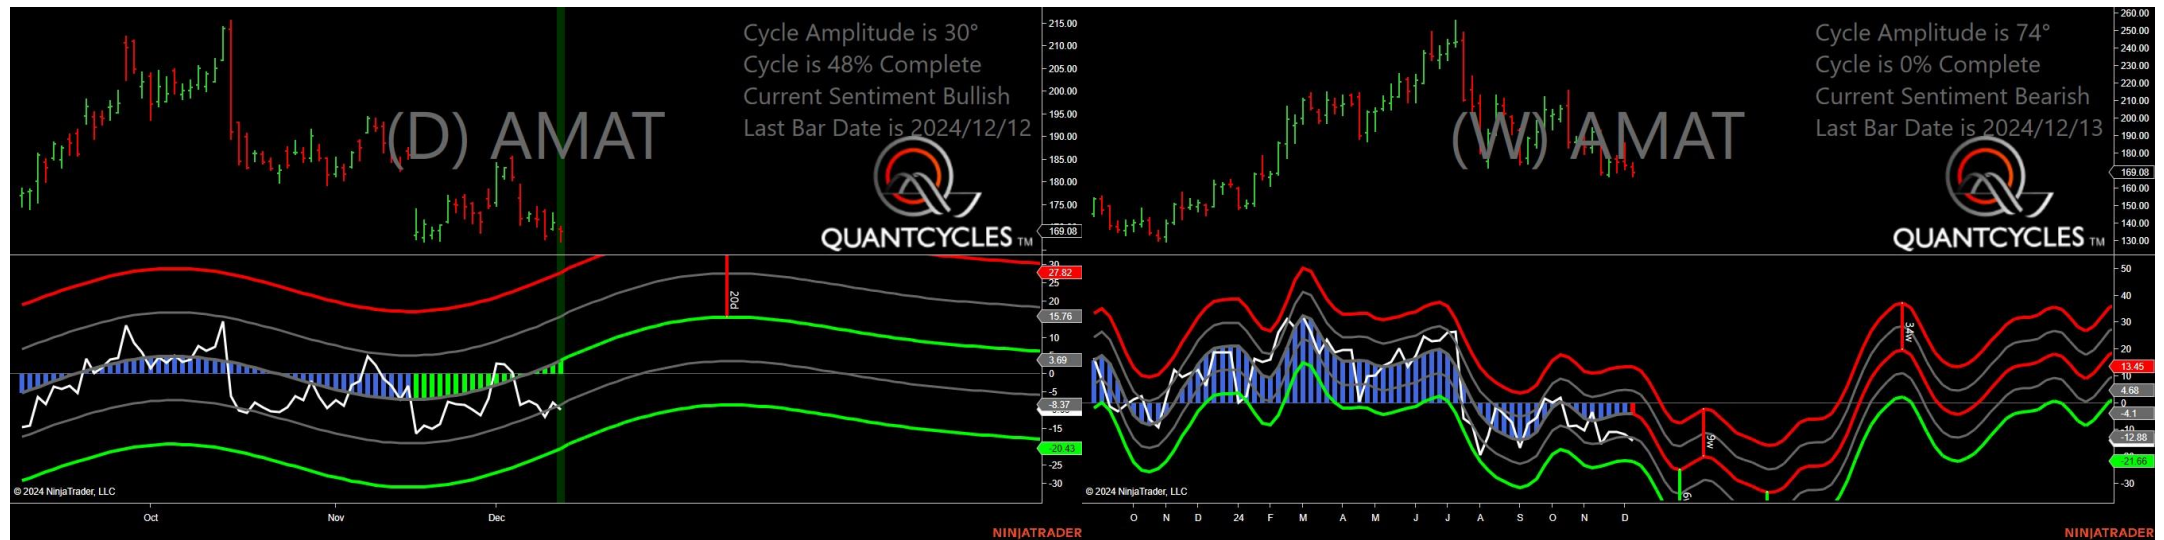 Cycle Amplitude is 30°
Cycle is 48% Complete
Current Sentiment Bullish
Last Bar Date is 2024/12/12
(D) AMAT
QUANTCYCLES TM
215.00
210.00
205.00
200.00
195.00
190.00
185.00
180.00
175.00
169.08
30
27.82
25
20
15.76
10
5
3.69
0
-5
-8.37
-15
-20.43
-25
-30
20d
© 2024 NinjaTrader, LLC
Oct
Nov
Dec
NINJATRADER
Cycle Amplitude is 74°
Cycle is 0% Complete
Current Sentiment Bearish
Last Bar Date is 2024/12/13
(W) AMAT
QUANTCYCLES TM
260.00
250.00
240.00
230.00
220.00
210.00
200.00
190.00
180.00
169.08
160.00
150.00
140.00
130.00
50
40
30
20
13.45
10
4.68
0
-4.1
-10
-12.88
-21.66
-30
34w
9w
© 2024 NinjaTrader, LLC
O N D 24 F M A M J J A S O N D
NINJATRADER